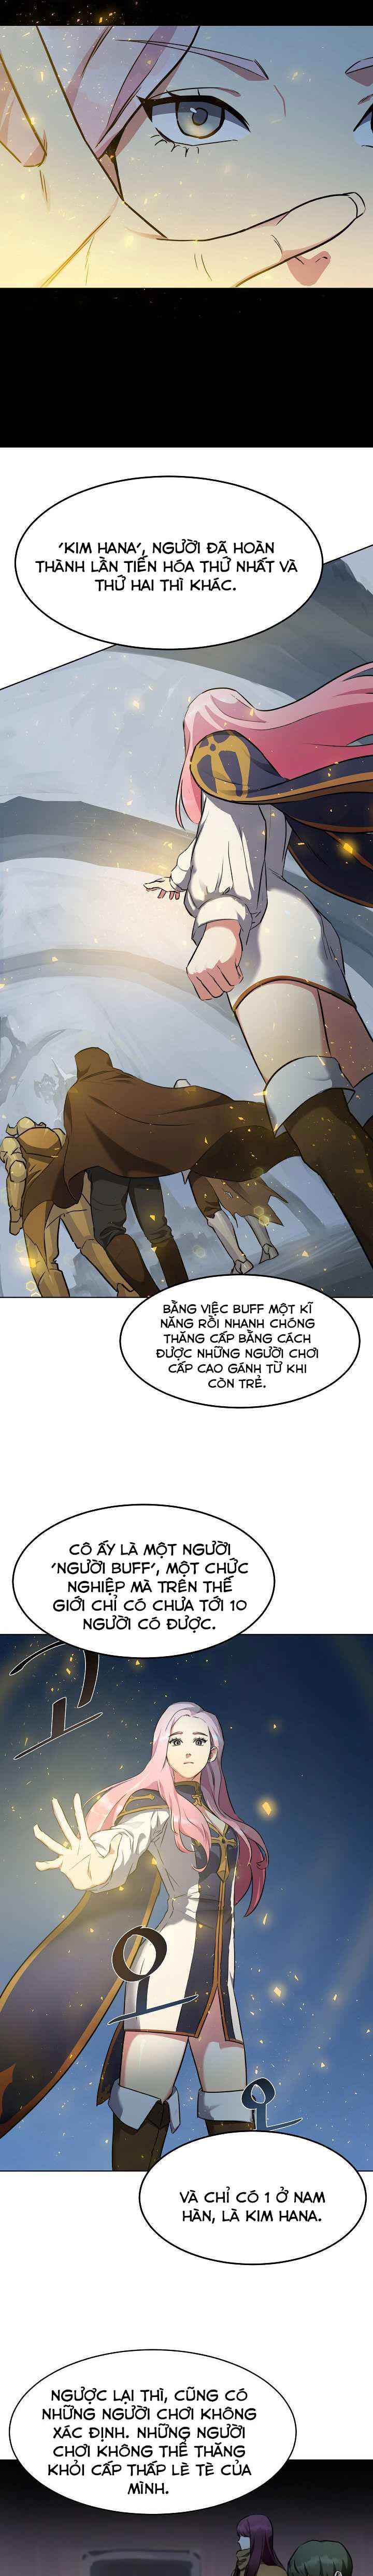 'KIM HANA', NGƯỜI ĐÃ HOÀN
THÀNH LẦN TIẾN HÓA THỨ NHẤT VÀ
THỨ HAI THÌ KHÁC.
BẰNG VIỆC BUFF MỘT KĨ
NĂNG RỒI NHANH CHÓNG
THĂNG CẤP BẰNG CÁCH
ĐƯỢC NHỮNG NGƯỜI CHƠI
CẤP CAO GÁNH TỪ KHI
CÒN TRẺ.
CÔ ẤY LÀ MỘT NGƯỜI
'NGƯỜI BUFF', MỘT CHỨC
NGHIỆP MÀ TRÊN THẾ
GIỚI CHỈ CÓ CHƯA TỚI 10
NGƯỜI CÓ ĐƯỢC.
구
우
우
VÀ CHỈ CÓ 1 Ở NAM
HÀN, LÀ KIM HANA.
NGƯỢC LẠI THÌ, CŨNG CÓ
NHỮNG NGƯỜI CHƠI KHÔNG
XÁC ĐỊNH. NHỮNG NGƯỜI
CHƠI KHÔNG THỂ THĂNG
KHỎI CẤP THẤP LÈ TÈ CỦA
MÌNH.